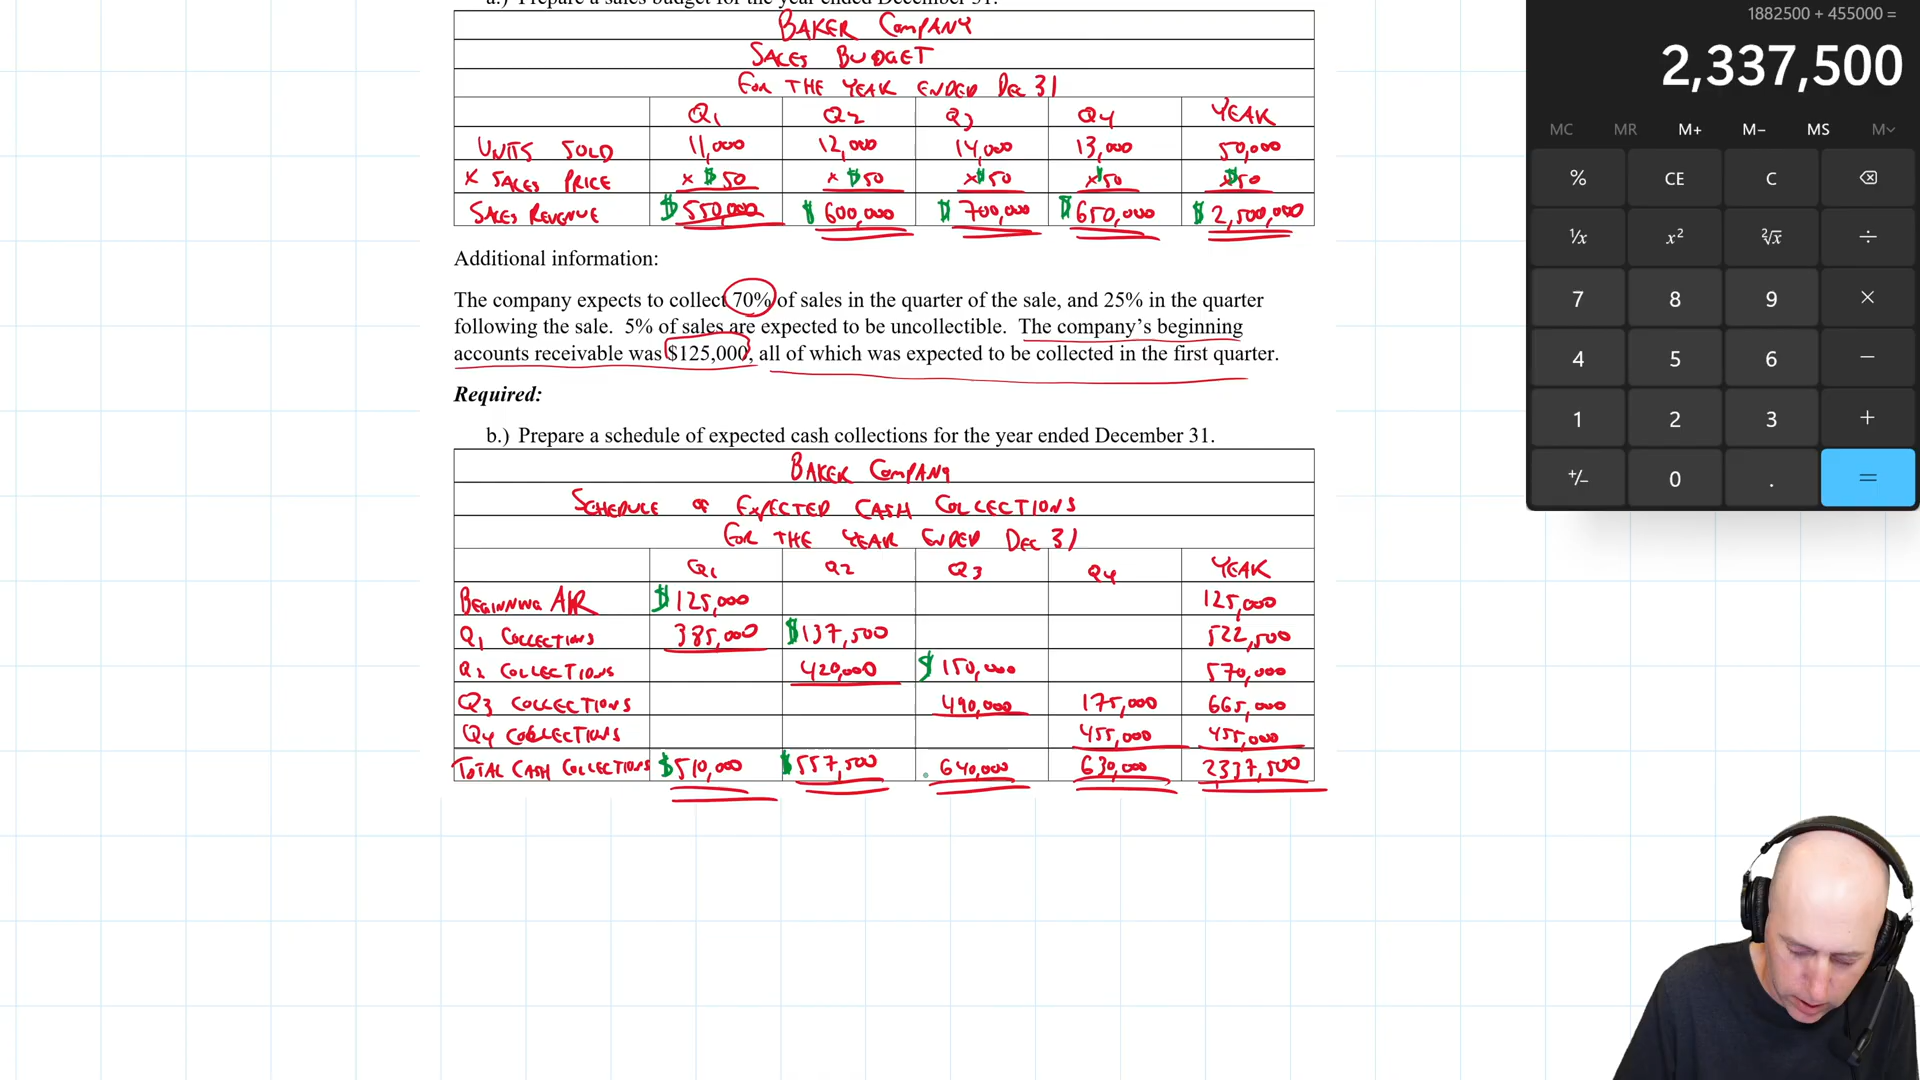 a.) Prepare a sales budget for the year ended December 31.
BAKER COMPANY
SALES BUDGET
FOR THE YEAR ENDED DEC 31
Q1 Q2 Q3 Q4 YEAR
UNITS SOLD 11,000 12,000 14,000 13,000 50,000
X SALES PRICE x $50 x $50 x $50 x $50 x $50
SALES REVENUE $550,000 $600,000 $700,000 $650,000 $2,500,000
Additional information:
The company expects to collect 70% of sales in the quarter of the sale, and 25% in the quarter
following the sale. 5% of sales are expected to be uncollectible. The company’s beginning
accounts receivable was $125,000, all of which was expected to be collected in the first quarter.
Required:
b.) Prepare a schedule of expected cash collections for the year ended December 31.
BAKER COMPANY
SCHEDULE OF EXPECTED CASH COLLECTIONS
FOR THE YEAR ENDED DEC 31
Q1 Q2 Q3 Q4 YEAR
BEGINNING A/R $125,000 125,000
Q1 COLLECTIONS 385,000 $137,500 522,500
Q2 COLLECTIONS 420,000 $150,000 570,000
Q3 COLLECTIONS 490,000 175,000 665,000
Q4 COLLECTIONS 455,000 455,000
TOTAL CASH COLLECTIONS $510,000 $557,500 640,000 630,000 2337,500
1882500 + 455000 =
2,337,500
MC MR M+ M− MS M˅
% CE C ⌫
¹/x x² ²√x ÷
7 8 9 ×
4 5 6 −
1 2 3 +
+/− 0 . =